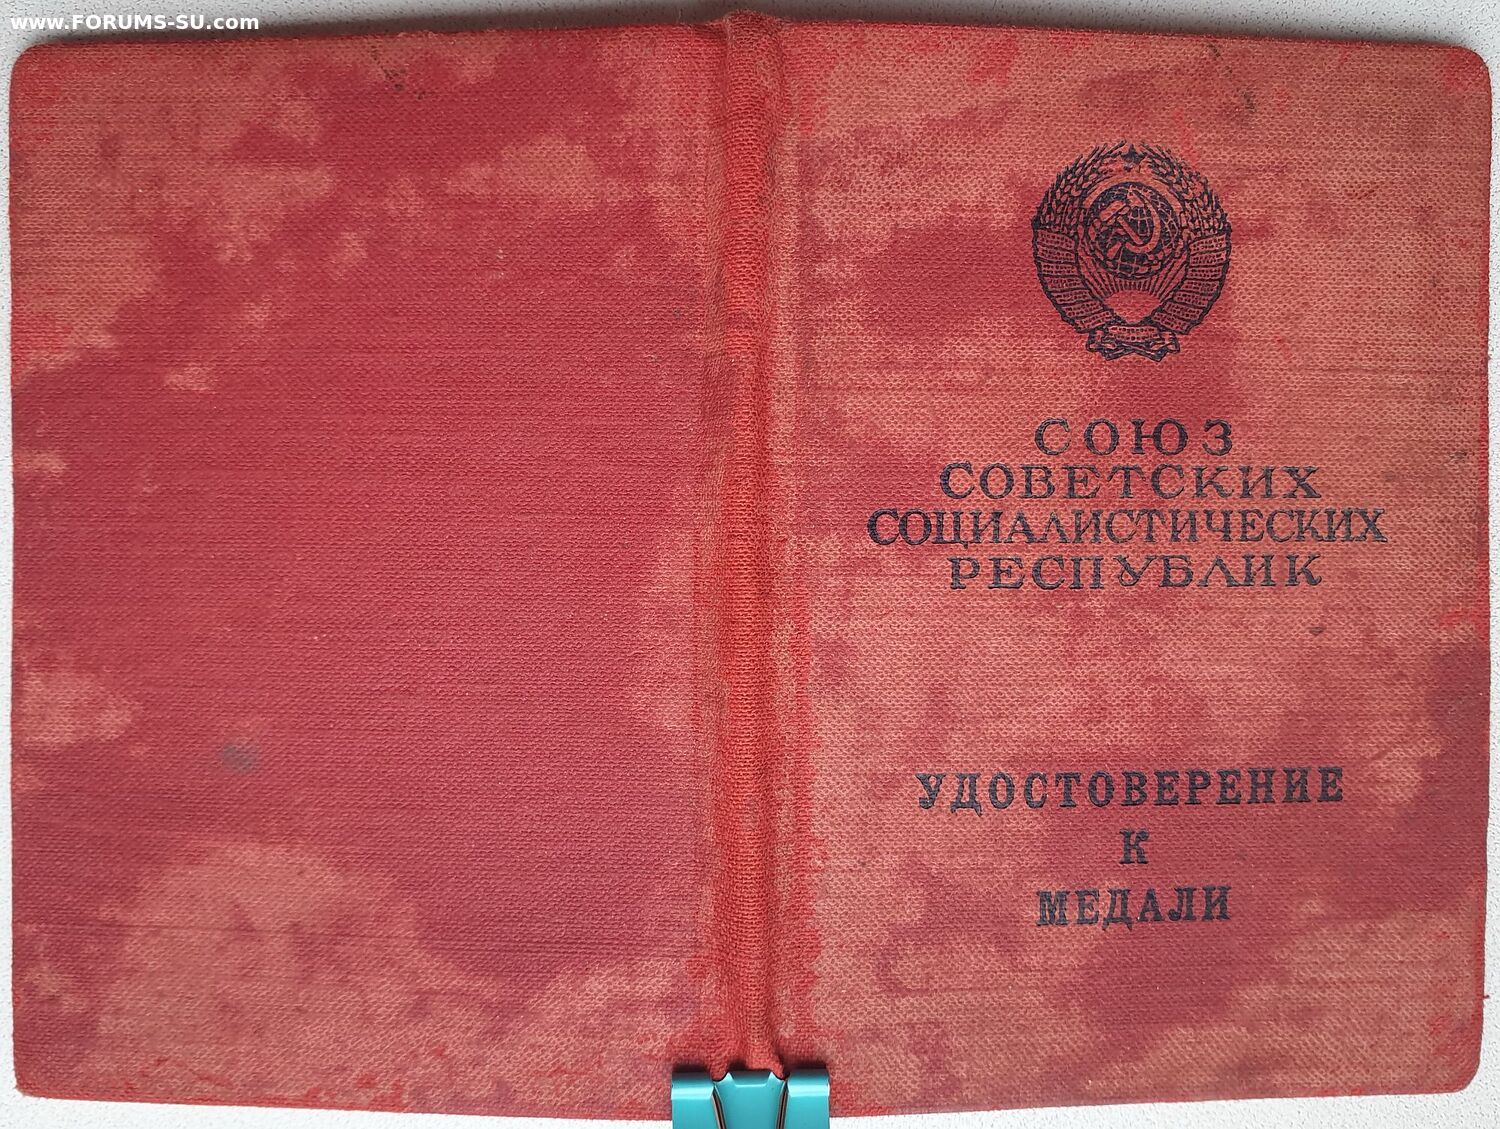 www.FORUMS-SU.com
СОЮЗ
СОВЕТСКИХ
СОЦИАЛИСТИЧЕСКИХ
РЕСПУБЛИК
УДОСТОВЕРЕНИЕ
К
МЕДАЛИ